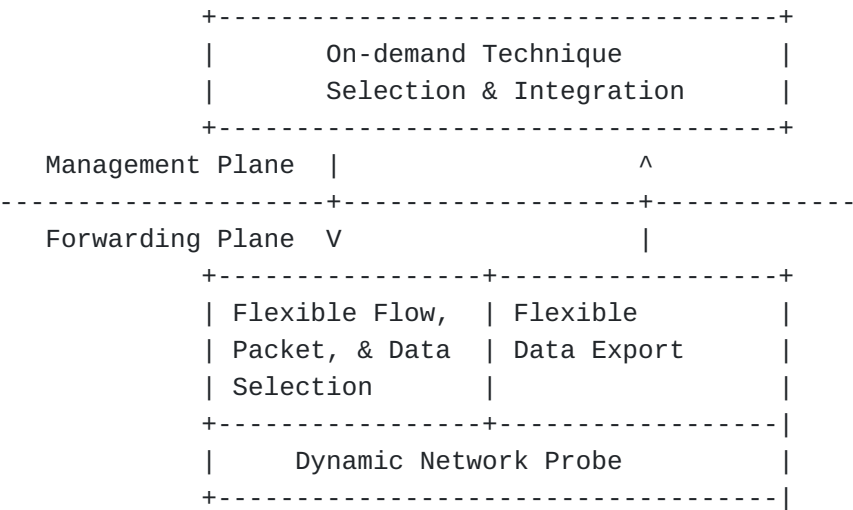 On-demand Technique
Selection & Integration
Management Plane
Forwarding Plane
Flexible Flow, Flexible
Packet, & Data Data Export
Selection
Dynamic Network Probe